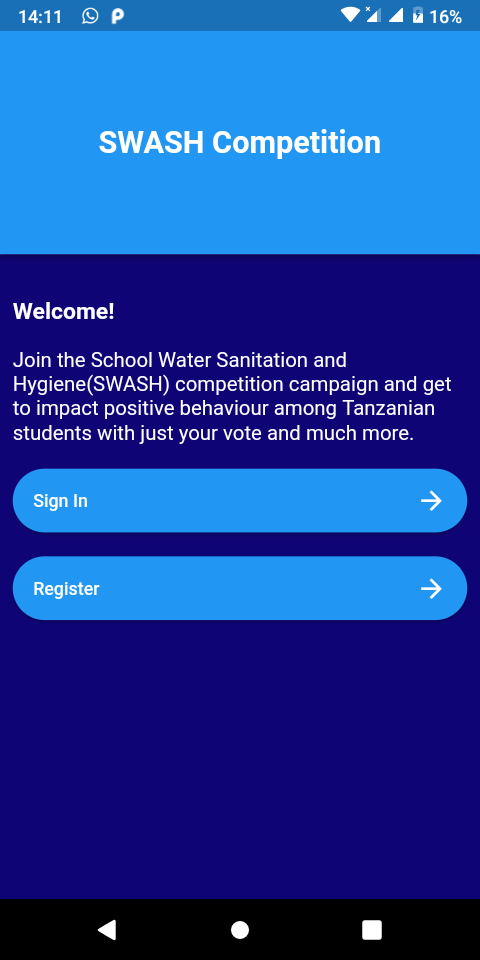 14:11
16%
SWASH Competition
Welcome!
Join the School Water Sanitation and
Hygiene(SWASH) competition campaign and get
to impact positive behaviour among Tanzanian
students with just your vote and much more.
Sign In
Register